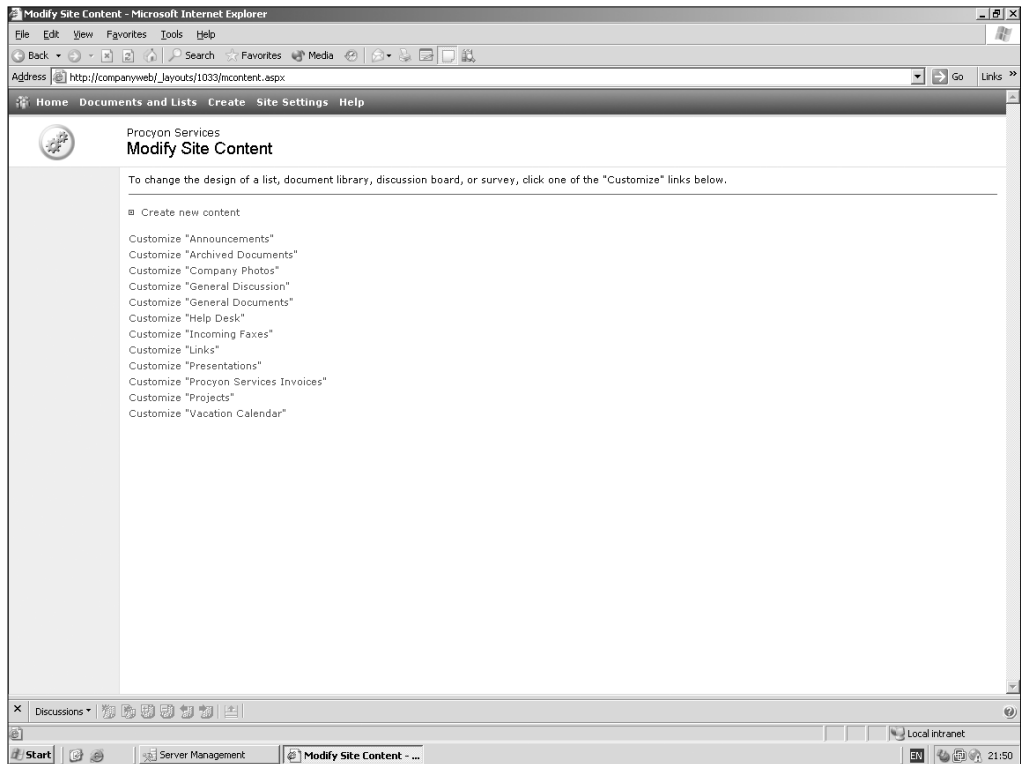 Modify Site Content - Microsoft Internet Explorer
File Edit View Favorites Tools Help
Back Search Favorites Media
Address http://companyweb/_layouts/1033/mcontent.aspx Go Links »
Home Documents and Lists Create Site Settings Help
Procyon Services
Modify Site Content
To change the design of a list, document library, discussion board, or survey, click one of the "Customize" links below.
Create new content
Customize "Announcements"
Customize "Archived Documents"
Customize "Company Photos"
Customize "General Discussion"
Customize "General Documents"
Customize "Help Desk"
Customize "Incoming Faxes"
Customize "Links"
Customize "Presentations"
Customize "Procyon Services Invoices"
Customize "Projects"
Customize "Vacation Calendar"
Discussions
Local intranet
Start Server Management Modify Site Content - ... EN 21:50